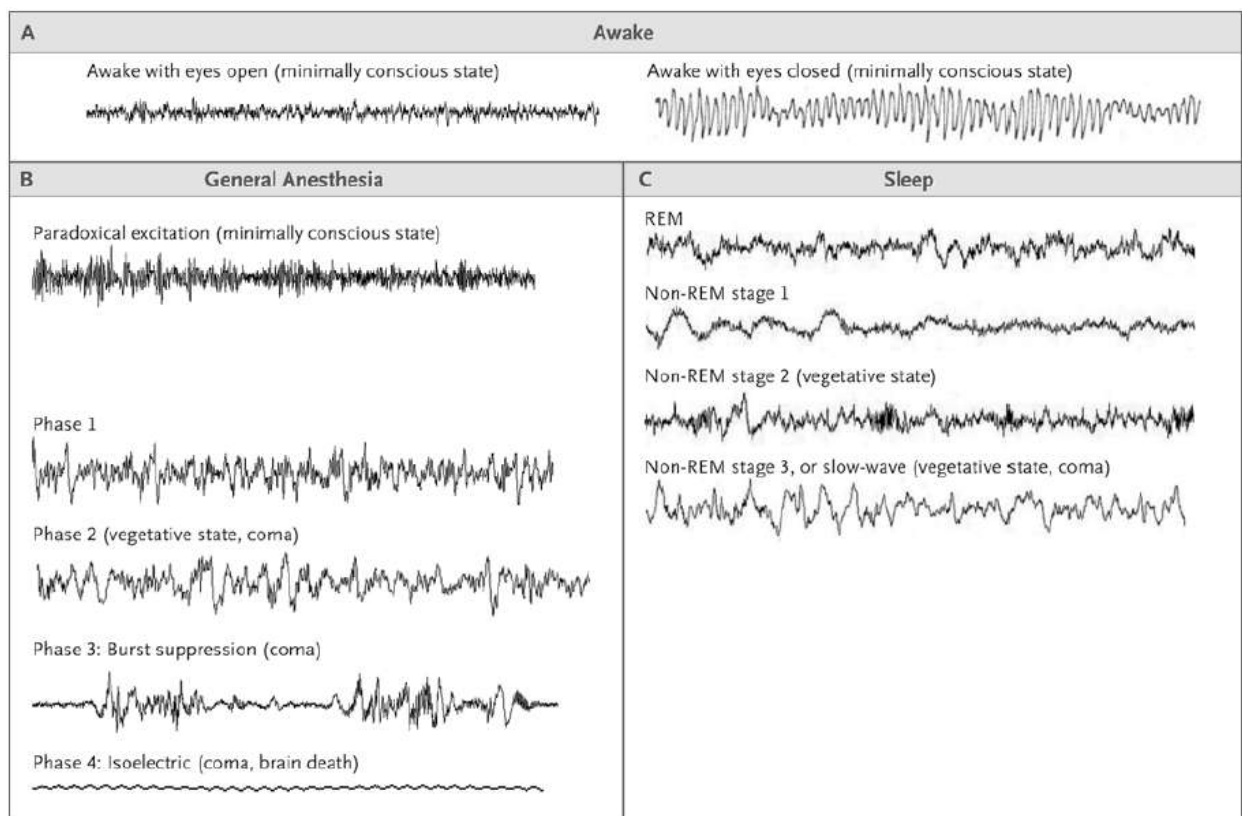 A Awake
Awake with eyes open (minimally conscious state)
Awake with eyes closed (minimally conscious state)
B General Anesthesia
Paradoxical excitation (minimally conscious state)
Phase 1
Phase 2 (vegetative state, coma)
Phase 3: Burst suppression (coma)
Phase 4: Isoelectric (coma, brain death)
C Sleep
REM
Non-REM stage 1
Non-REM stage 2 (vegetative state)
Non-REM stage 3, or slow-wave (vegetative state, coma)